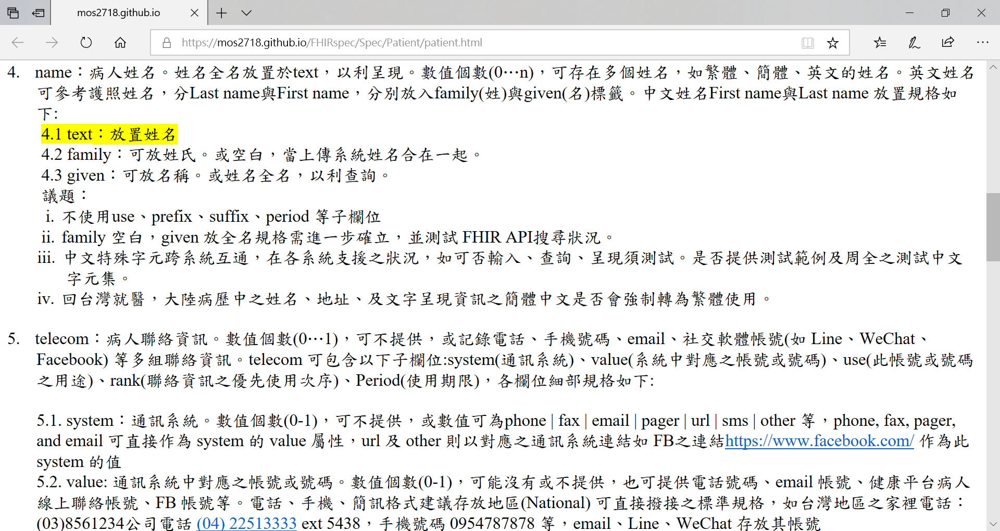 mos2718.github.io
https://mos2718.github.io/FHIRspec/Spec/Patient/patient.html
4. name：病人姓名。姓名全名放置於text，以利呈現。數值個數(0…n)，可存在多個姓名，如繁體、簡體、英文的姓名。英文姓名
可參考護照姓名，分Last name與First name，分別放入family(姓)與given(名)標籤。中文姓名First name與Last name 放置規格如
下:
4.1 text：放置姓名
4.2 family：可放姓氏。或空白，當上傳系統姓名合在一起。
4.3 given：可放名稱。或姓名全名，以利查詢。
議題：
i. 不使用use、prefix、suffix、period 等子欄位
ii. family 空白，given 放全名規格需進一步確立，並測試 FHIR API搜尋狀況。
iii. 中文特殊字元跨系統互通，在各系統支援之狀況，如可否輸入、查詢、呈現須測試。是否提供測試範例及周全之測試中文
字元集。
iv. 回台灣就醫，大陸病歷中之姓名、地址、及文字呈現資訊之簡體中文是否會強制轉為繁體使用。
5. telecom：病人聯絡資訊。數值個數(0…1)，可不提供，或記錄電話、手機號碼、email、社交軟體帳號(如 Line、WeChat、
Facebook) 等多組聯絡資訊。telecom 可包含以下子欄位:system(通訊系統)、value(系統中對應之帳號或號碼)、use(此帳號或號碼
之用途)、rank(聯絡資訊之優先使用次序)、Period(使用期限)，各欄位細部規格如下:
5.1. system：通訊系統。數值個數(0-1)，可不提供，或數值可為phone | fax | email | pager | url | sms | other 等，phone, fax, pager,
and email 可直接作為 system 的 value 屬性，url 及 other 則以對應之通訊系統連結如 FB之連結https://www.facebook.com/ 作為此
system 的值
5.2. value: 通訊系統中對應之帳號或號碼。數值個數(0-1)，可能沒有或不提供，也可提供電話號碼、email 帳號、健康平台病人
線上聯絡帳號、FB 帳號等。電話、手機、簡訊格式建議存放地區(National) 可直接撥接之標準規格，如台灣地區之家裡電話：
(03)8561234公司電話 (04) 22513333 ext 5438，手機號碼 0954787878 等，email、Line、WeChat 存放其帳號